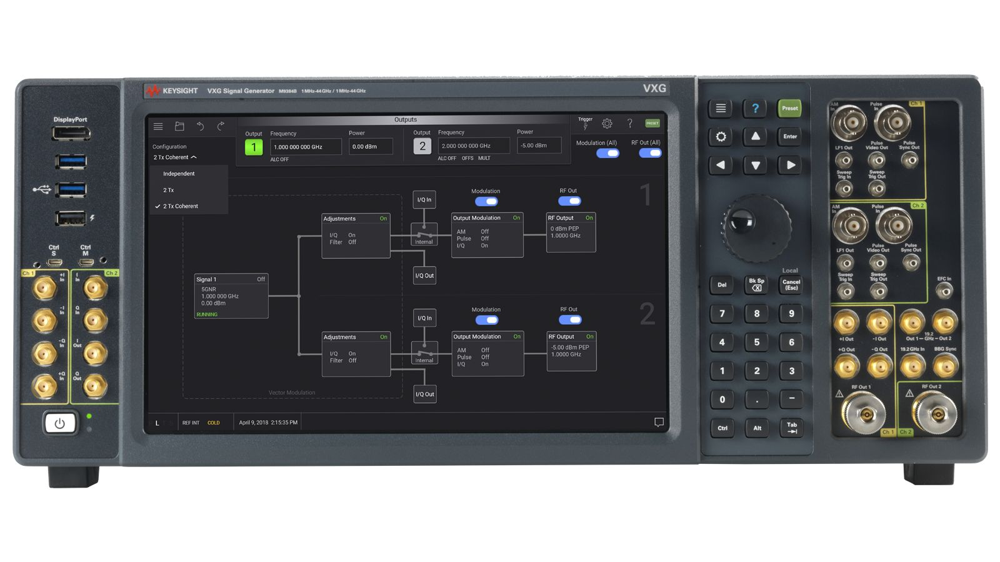 KEYSIGHT VXG Signal Generator M9384B 1MHz-44GHz / 1MHz-44GHz
VXG
DisplayPort
Ctrl S
Ctrl M
Ch 1
Ch 2
+I In
I In
-I In
Q In
-Q In
I Out
+Q In
Q Out
Outputs
Trigger
PRESET
Configuration
2 Tx Coherent
Independent
2 Tx
2 Tx Coherent
Output
1
Frequency
1.000 000 000 GHz
ALC OFF
Power
0.00 dBm
Output
2
Frequency
2.000 000 000 GHz
ALC OFF OFFS MULT
Power
-5.00 dBm
Modulation (All)
RF Out (All)
1
Signal 1 Off
5GNR
1.000 000 GHz
0.00 dBm
RUNNING
Adjustments On
I/Q On
Filter Off
I/Q In
Internal
I/Q Out
Modulation
Output Modulation On
AM Off
Pulse Off
I/Q On
RF Out
RF Output On
0 dBm PEP
1.0000 GHz
2
Adjustments On
I/Q On
Filter Off
I/Q In
Internal
I/Q Out
Modulation
Output Modulation On
AM Off
Pulse Off
I/Q On
RF Out
RF Output On
-5.00 dBm PEP
1.0000 GHz
Vector Modulation
L
REF INT COLD
April 9, 2018 2:15:35 PM
?
Preset
Enter
Local
Del
Bk Sp
Cancel
(Esc)
7 8 9
4 5 6
1 2 3
0 . −
Ctrl Alt Tab
AM In
Pulse In
Ch 1
LF1 Out
Pulse Video Out
Pulse Sync Out
Sweep Trig In
Sweep Trig Out
AM In
Pulse In
Ch 2
LF1 Out
Pulse Video Out
Pulse Sync Out
Sweep Trig In
Sweep Trig Out
EFC In
+I Out
-I Out
19.2
Out 1 — GHz — Out 2
+Q Out
-Q Out
19.2 GHz In
BBG Sync
RF Out 1
RF Out 2
Ch 1
Ch 2